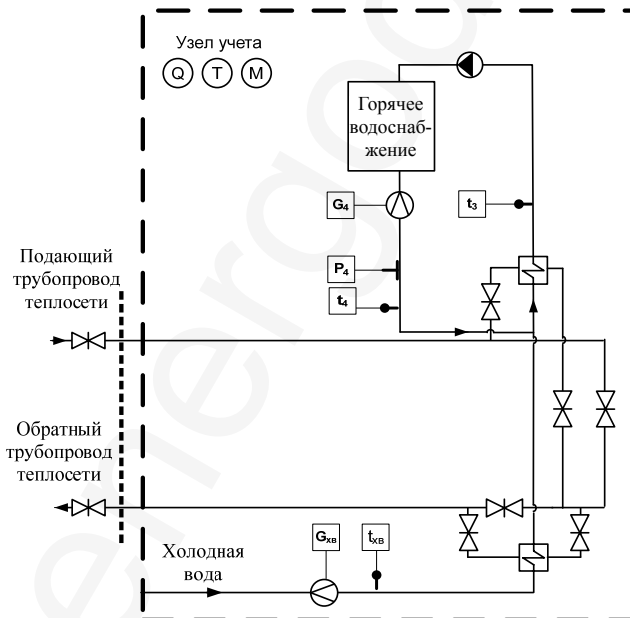 Узел учета
Q T M
Горячее
водоснаб-
жение
G4
t3
P4
t4
Подающий
трубопровод
теплосети
Обратный
трубопровод
теплосети
Gхв
tхв
Холодная
вода
energo